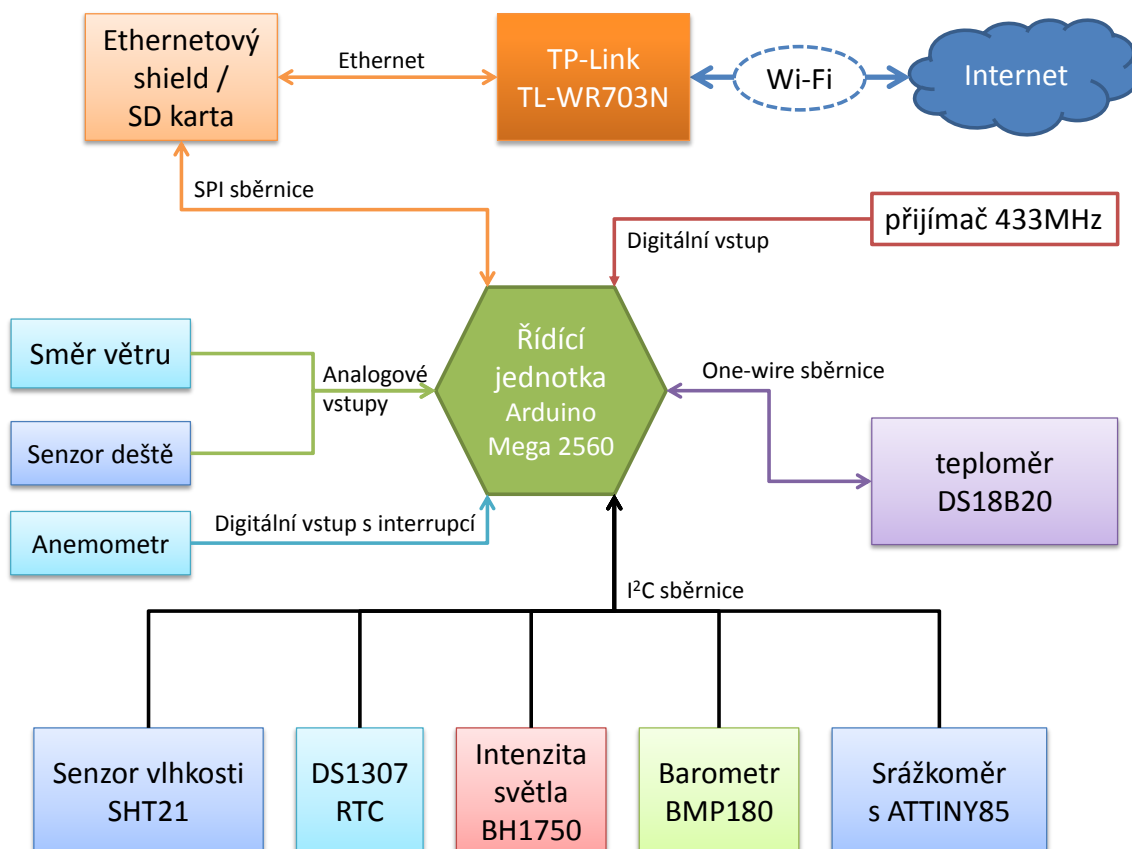 Ethernetový
shield /
SD karta
Ethernet
TP-Link
TL-WR703N
Wi-Fi
Internet
SPI sběrnice
přijímač 433MHz
Digitální vstup
Směr větru
Analogové
vstupy
Řídící
jednotka
Arduino
Mega 2560
One-wire sběrnice
Senzor deště
teploměr
DS18B20
Anemometr
Digitální vstup s interrupcí
I²C sběrnice
Senzor vlhkosti
SHT21
DS1307
RTC
Intenzita
světla
BH1750
Barometr
BMP180
Srážkoměr
s ATTINY85